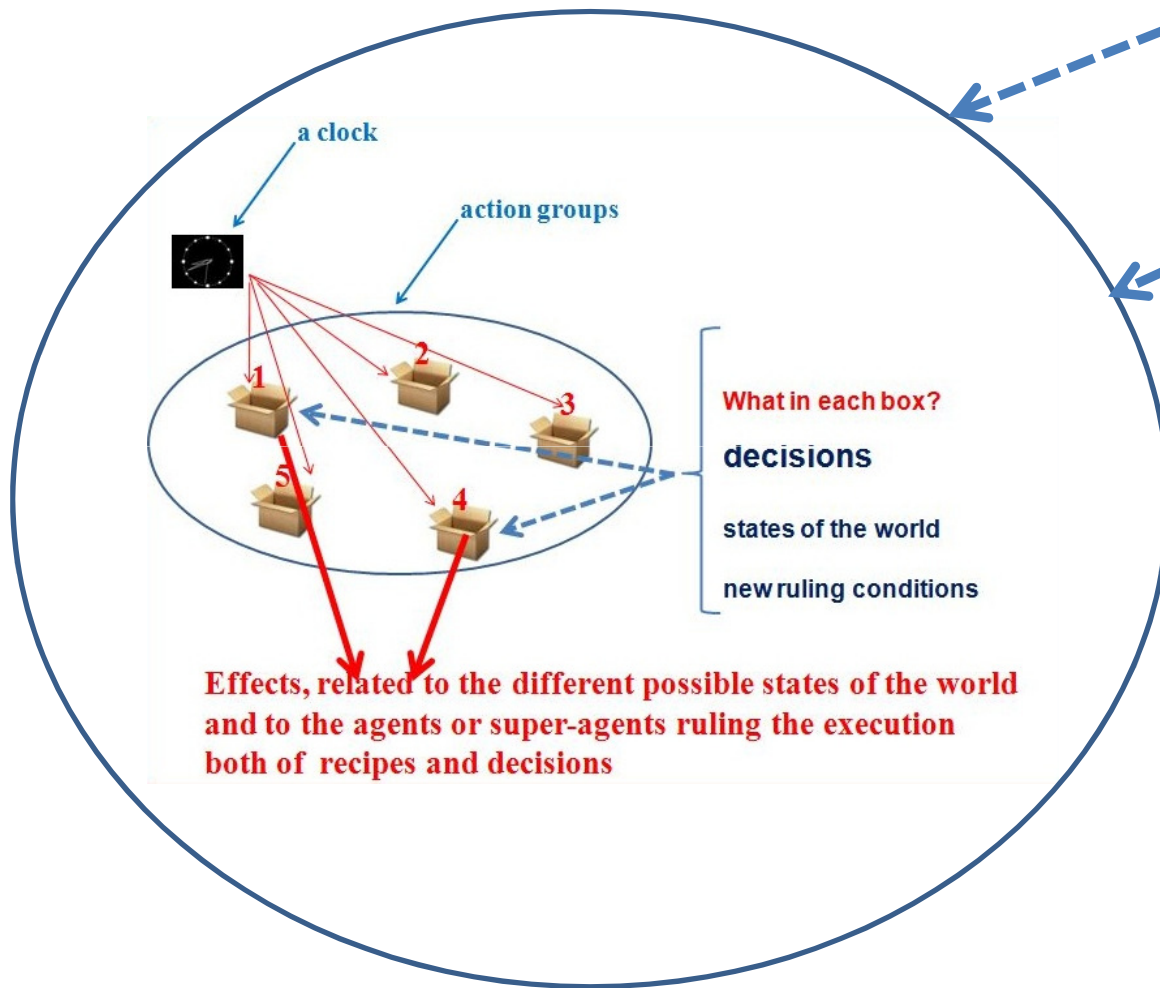 a clock
action groups
1
2
3
5
4
What in each box?
decisions
states of the world
new ruling conditions
Effects, related to the different possible states of the world
and to the agents or super-agents ruling the execution
both of recipes and decisions